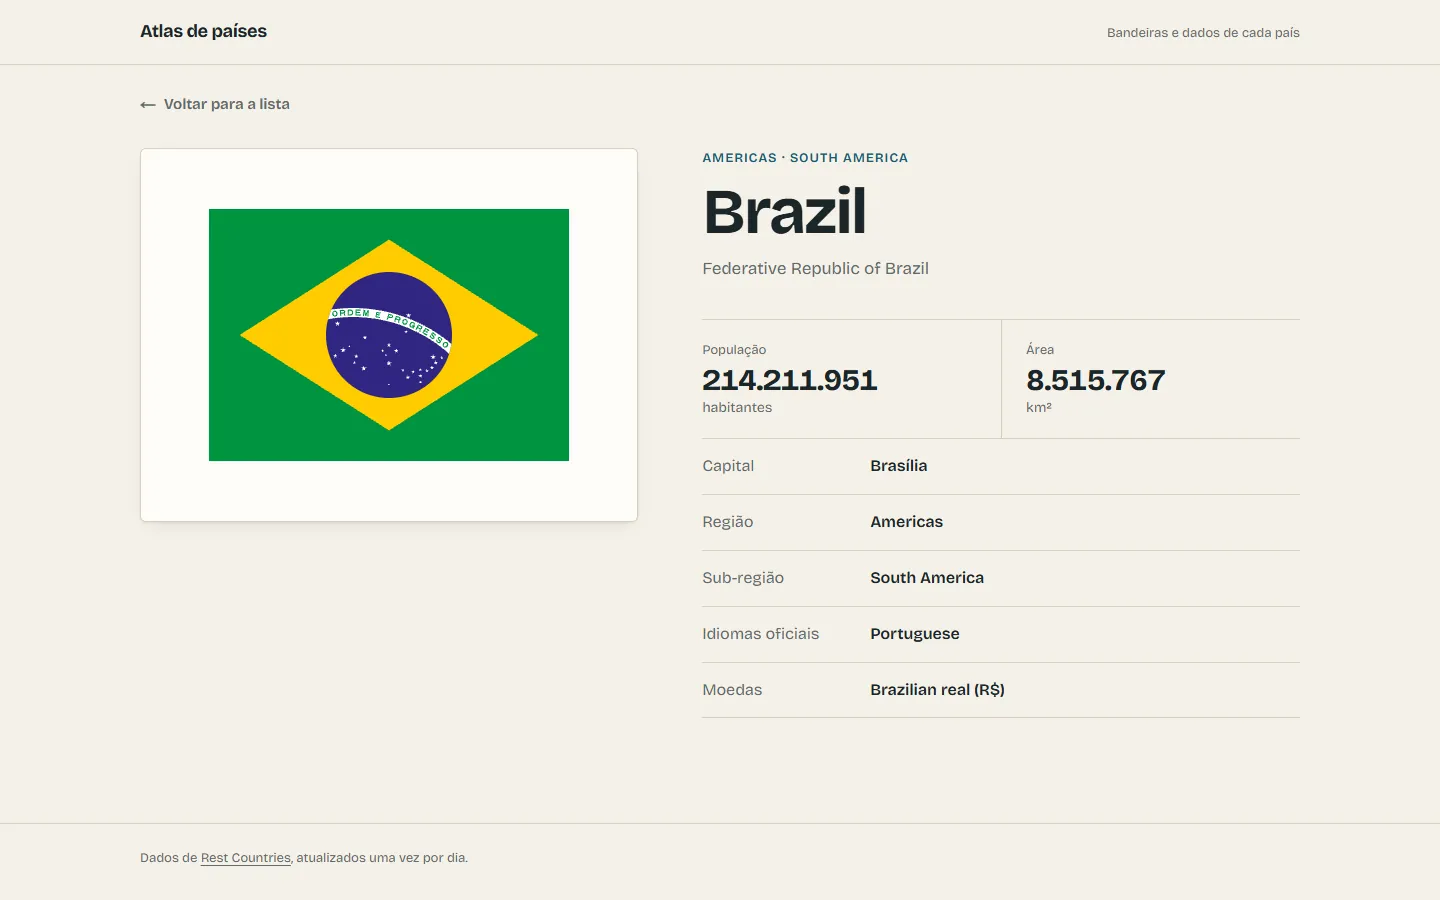 Atlas de países
Bandeiras e dados de cada país
← Voltar para a lista
ORDEM E PROGRESSO
AMERICAS · SOUTH AMERICA
Brazil
Federative Republic of Brazil
População
214.211.951
habitantes
Área
8.515.767
km²
Capital Brasília
Região Americas
Sub-região South America
Idiomas oficiais Portuguese
Moedas Brazilian real (R$)
Dados de Rest Countries, atualizados uma vez por dia.